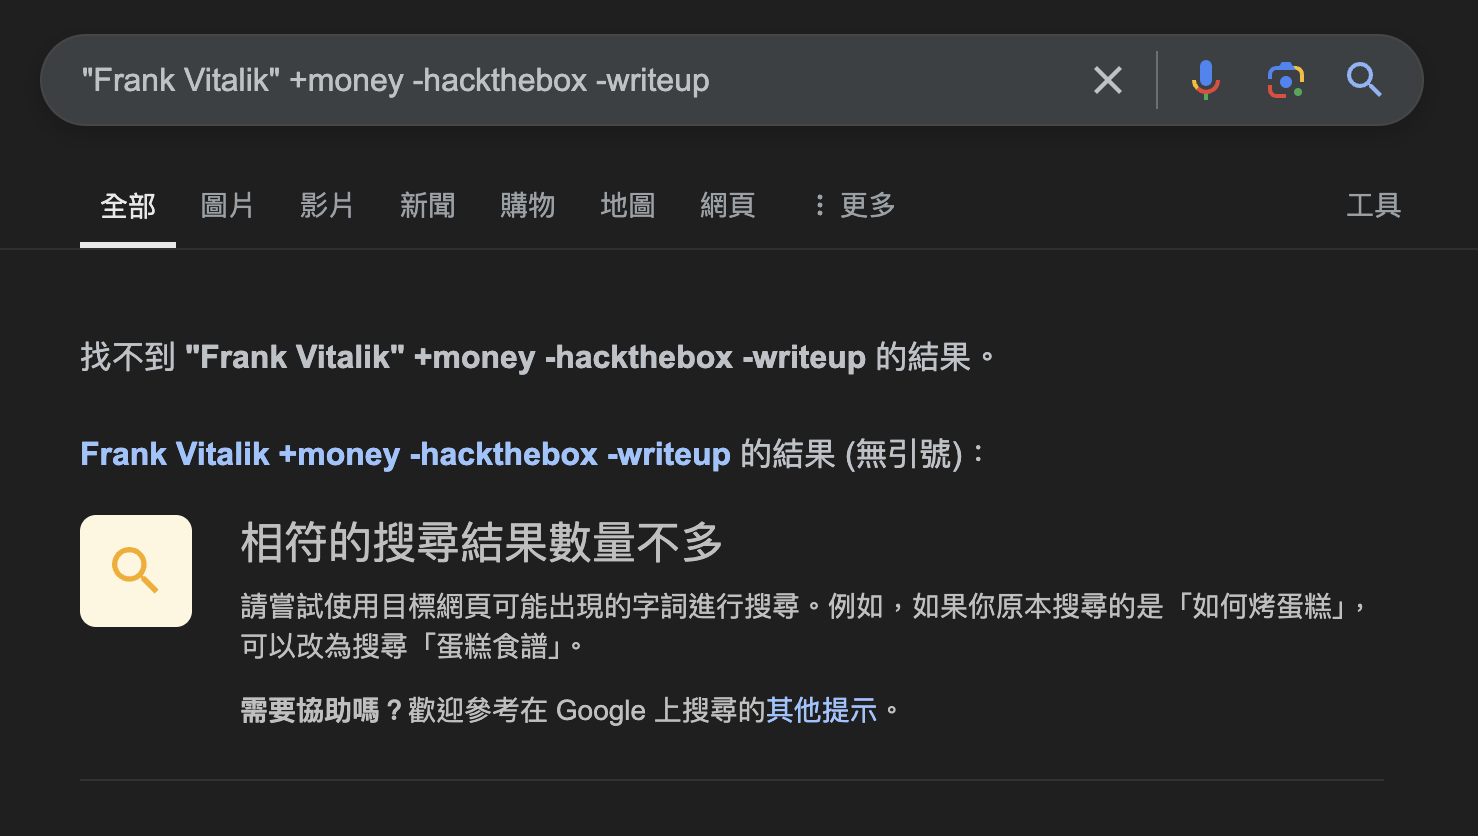 "Frank Vitalik" +money -hackthebox -writeup
全部 圖片 影片 新聞 購物 地圖 網頁 更多 工具
找不到 "Frank Vitalik" +money -hackthebox -writeup 的結果。
Frank Vitalik +money -hackthebox -writeup 的結果 (無引號)：
相符的搜尋結果數量不多
請嘗試使用目標網頁可能出現的字詞進行搜尋。例如，如果你原本搜尋的是「如何烤蛋糕」，
可以改為搜尋「蛋糕食譜」。
需要協助嗎？歡迎參考在 Google 上搜尋的其他提示。